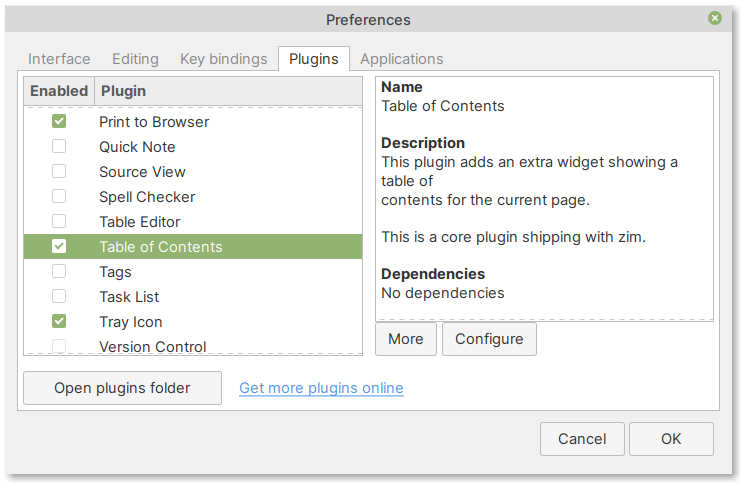 Preferences
Interface Editing Key bindings Plugins Applications
Enabled Plugin
Print to Browser
Quick Note
Source View
Spell Checker
Table Editor
Table of Contents
Tags
Task List
Tray Icon
Version Control
Name
Table of Contents
Description
This plugin adds an extra widget showing a
table of
contents for the current page.
This is a core plugin shipping with zim.
Dependencies
No dependencies
More Configure
Open plugins folder Get more plugins online
Cancel OK